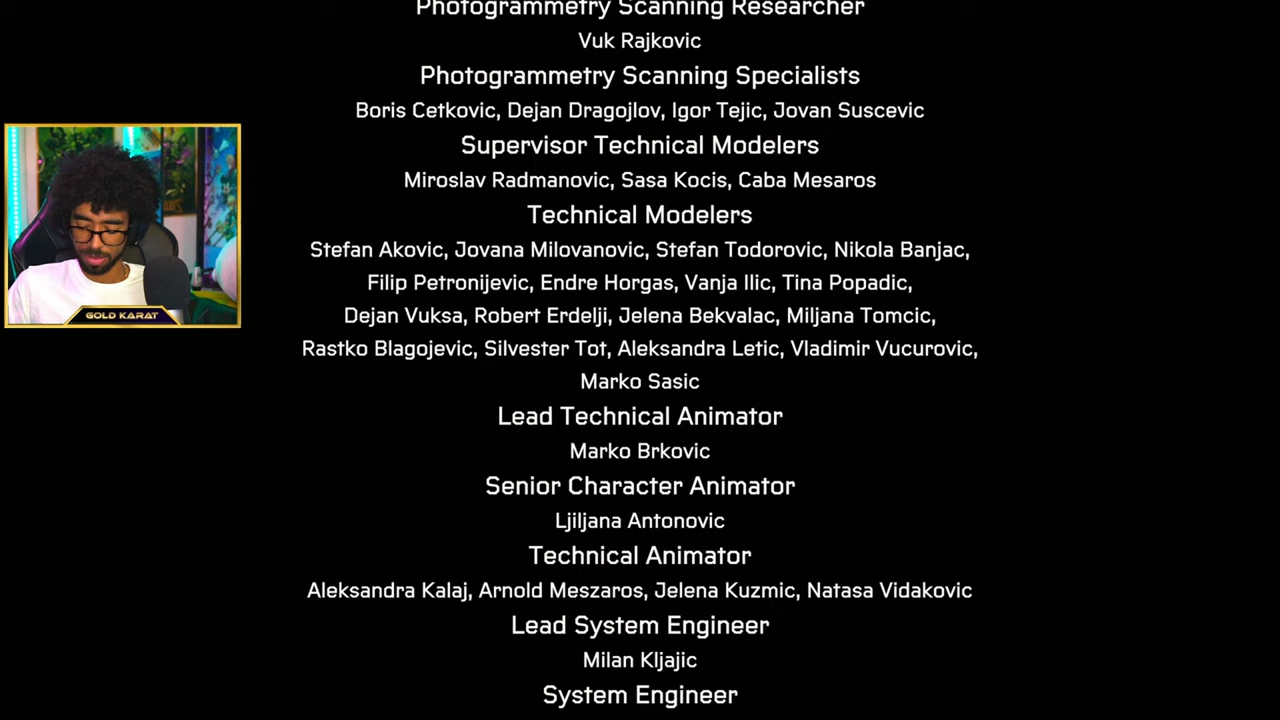 Photogrammetry Scanning Researcher
Vuk Rajkovic
Photogrammetry Scanning Specialists
Boris Cetkovic, Dejan Dragojlov, Igor Tejic, Jovan Suscevic
Supervisor Technical Modelers
Miroslav Radmanovic, Sasa Kocis, Caba Mesaros
Technical Modelers
Stefan Akovic, Jovana Milovanovic, Stefan Todorovic, Nikola Banjac,
Filip Petronijevic, Endre Horgas, Vanja Ilic, Tina Popadic,
Dejan Vuksa, Robert Erdelji, Jelena Bekvalac, Miljana Tomcic,
Rastko Blagojevic, Silvester Tot, Aleksandra Letic, Vladimir Vucurovic,
Marko Sasic
Lead Technical Animator
Marko Brkovic
Senior Character Animator
Ljiljana Antonovic
Technical Animator
Aleksandra Kalaj, Arnold Meszaros, Jelena Kuzmic, Natasa Vidakovic
Lead System Engineer
Milan Kljajic
System Engineer
GOLD KARAT